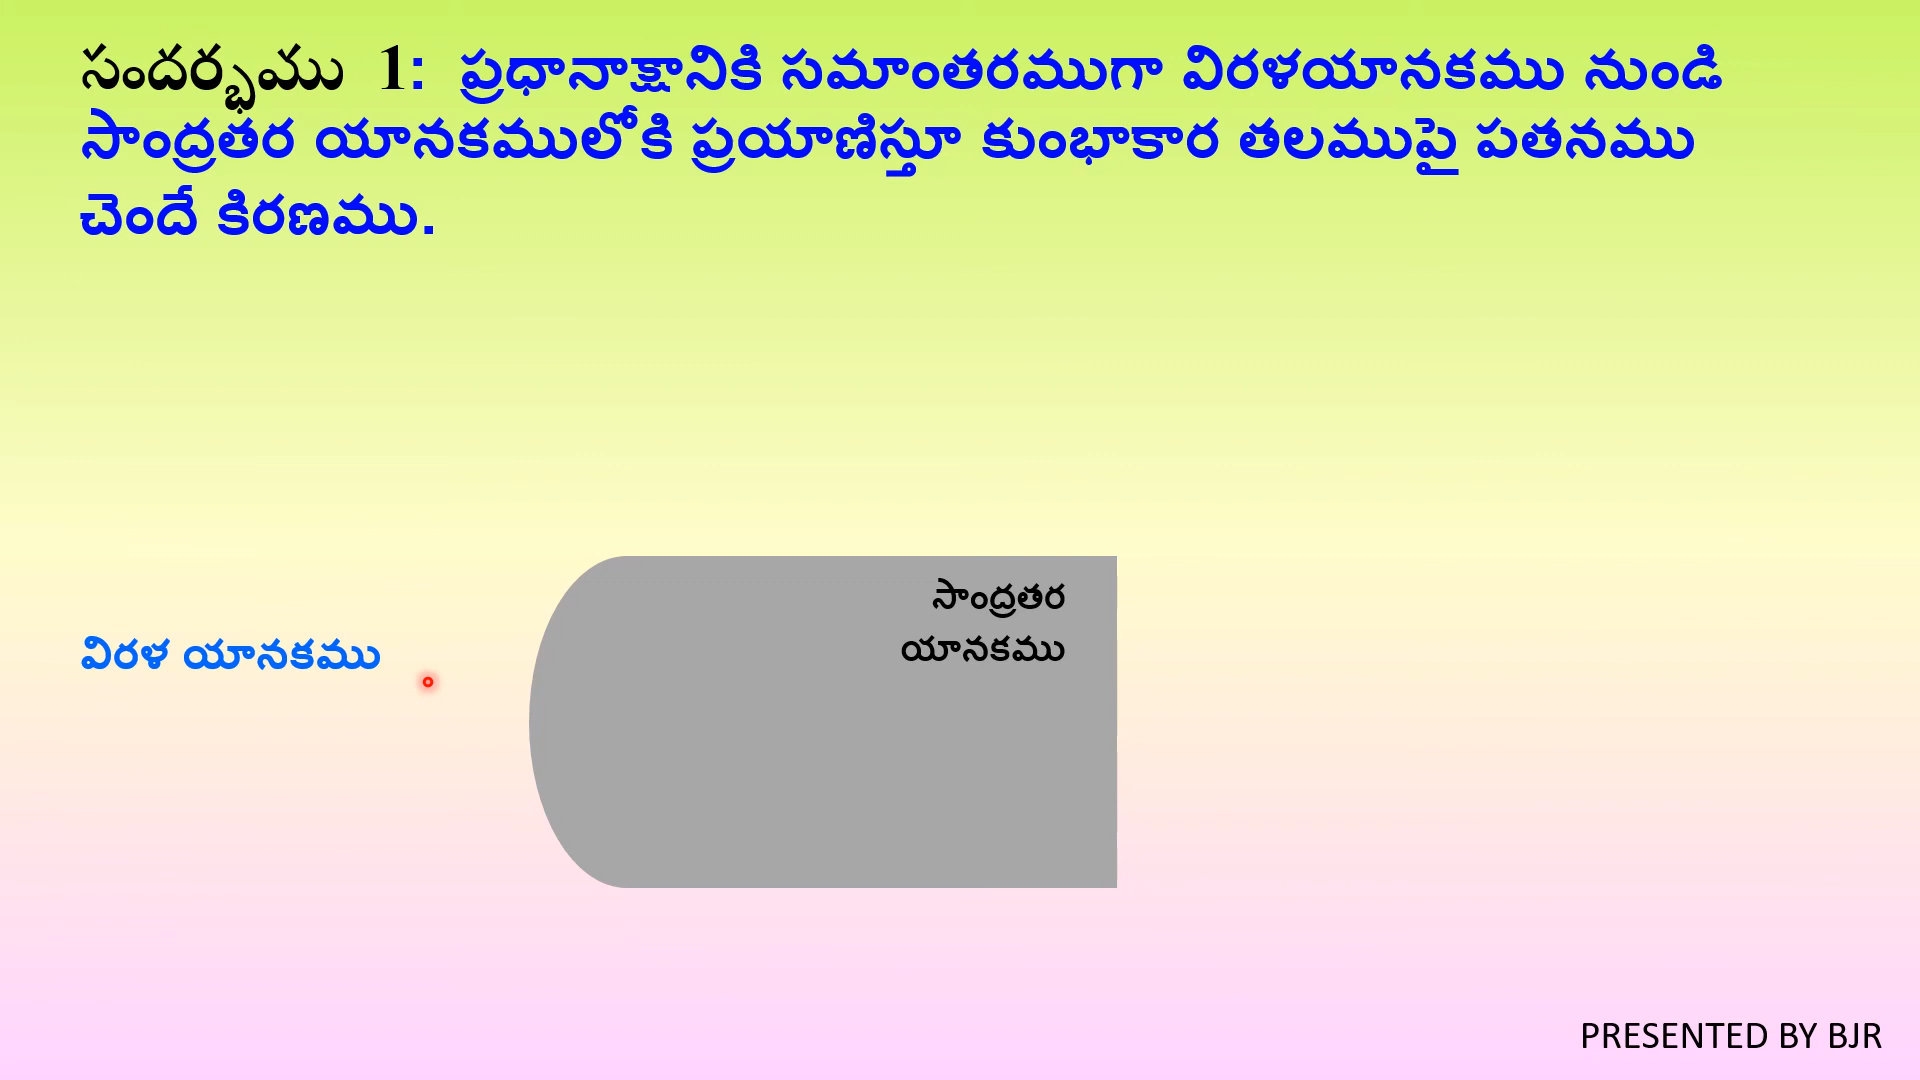 సందర్భము 1: ప్రధానాక్షానికి సమాంతరముగా విరళయానకము నుండి
సాంద్రతర యానకములోకి ప్రయాణిస్తూ కుంభాకార తలముపై పతనము
చెందే కిరణము.
సాంద్రతర
యానకము
విరళ యానకము
PRESENTED BY BJR